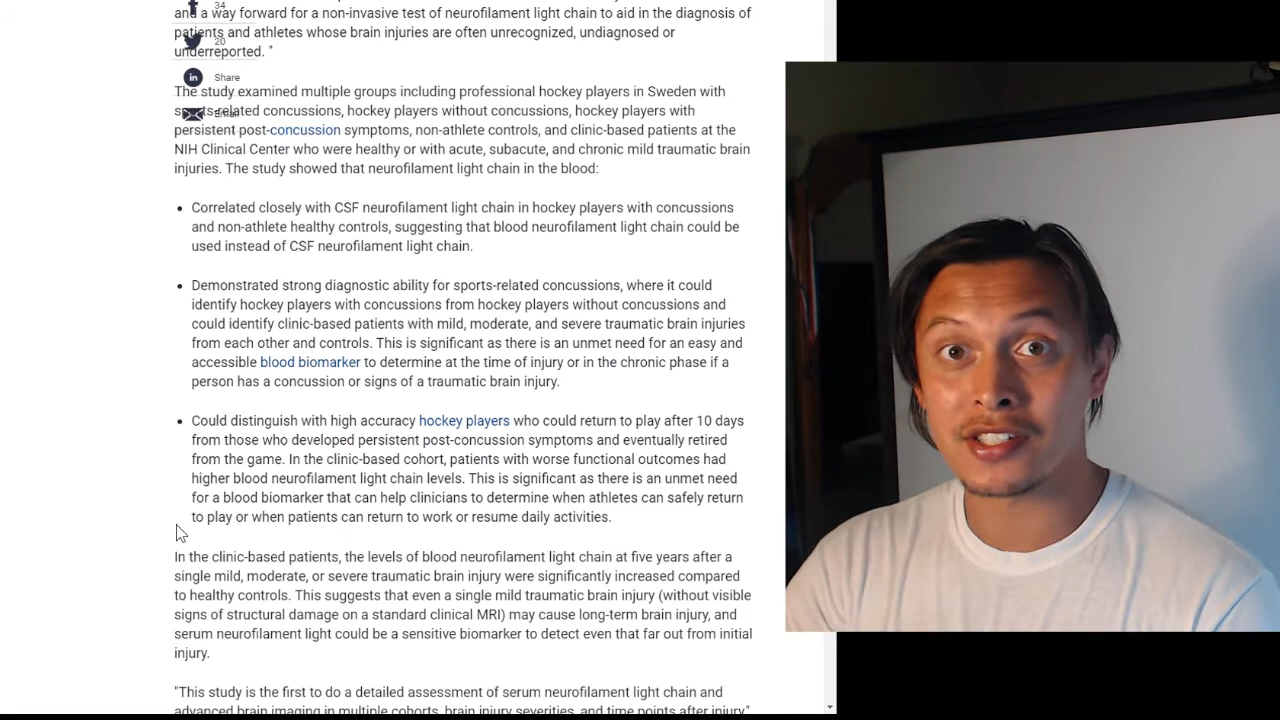 and a way forward for a non-invasive test of neurofilament light chain to aid in the diagnosis of
patients and athletes whose brain injuries are often unrecognized, undiagnosed or
underreported. "
34
20
Share
Email
The study examined multiple groups including professional hockey players in Sweden with
sports-related concussions, hockey players without concussions, hockey players with
persistent post-concussion symptoms, non-athlete controls, and clinic-based patients at the
NIH Clinical Center who were healthy or with acute, subacute, and chronic mild traumatic brain
injuries. The study showed that neurofilament light chain in the blood:
• Correlated closely with CSF neurofilament light chain in hockey players with concussions
and non-athlete healthy controls, suggesting that blood neurofilament light chain could be
used instead of CSF neurofilament light chain.
• Demonstrated strong diagnostic ability for sports-related concussions, where it could
identify hockey players with concussions from hockey players without concussions and
could identify clinic-based patients with mild, moderate, and severe traumatic brain injuries
from each other and controls. This is significant as there is an unmet need for an easy and
accessible blood biomarker to determine at the time of injury or in the chronic phase if a
person has a concussion or signs of a traumatic brain injury.
• Could distinguish with high accuracy hockey players who could return to play after 10 days
from those who developed persistent post-concussion symptoms and eventually retired
from the game. In the clinic-based cohort, patients with worse functional outcomes had
higher blood neurofilament light chain levels. This is significant as there is an unmet need
for a blood biomarker that can help clinicians to determine when athletes can safely return
to play or when patients can return to work or resume daily activities.
In the clinic-based patients, the levels of blood neurofilament light chain at five years after a
single mild, moderate, or severe traumatic brain injury were significantly increased compared
to healthy controls. This suggests that even a single mild traumatic brain injury (without visible
signs of structural damage on a standard clinical MRI) may cause long-term brain injury, and
serum neurofilament light could be a sensitive biomarker to detect even that far out from initial
injury.
"This study is the first to do a detailed assessment of serum neurofilament light chain and
advanced brain imaging in multiple cohorts, brain injury severities, and time points after injury"